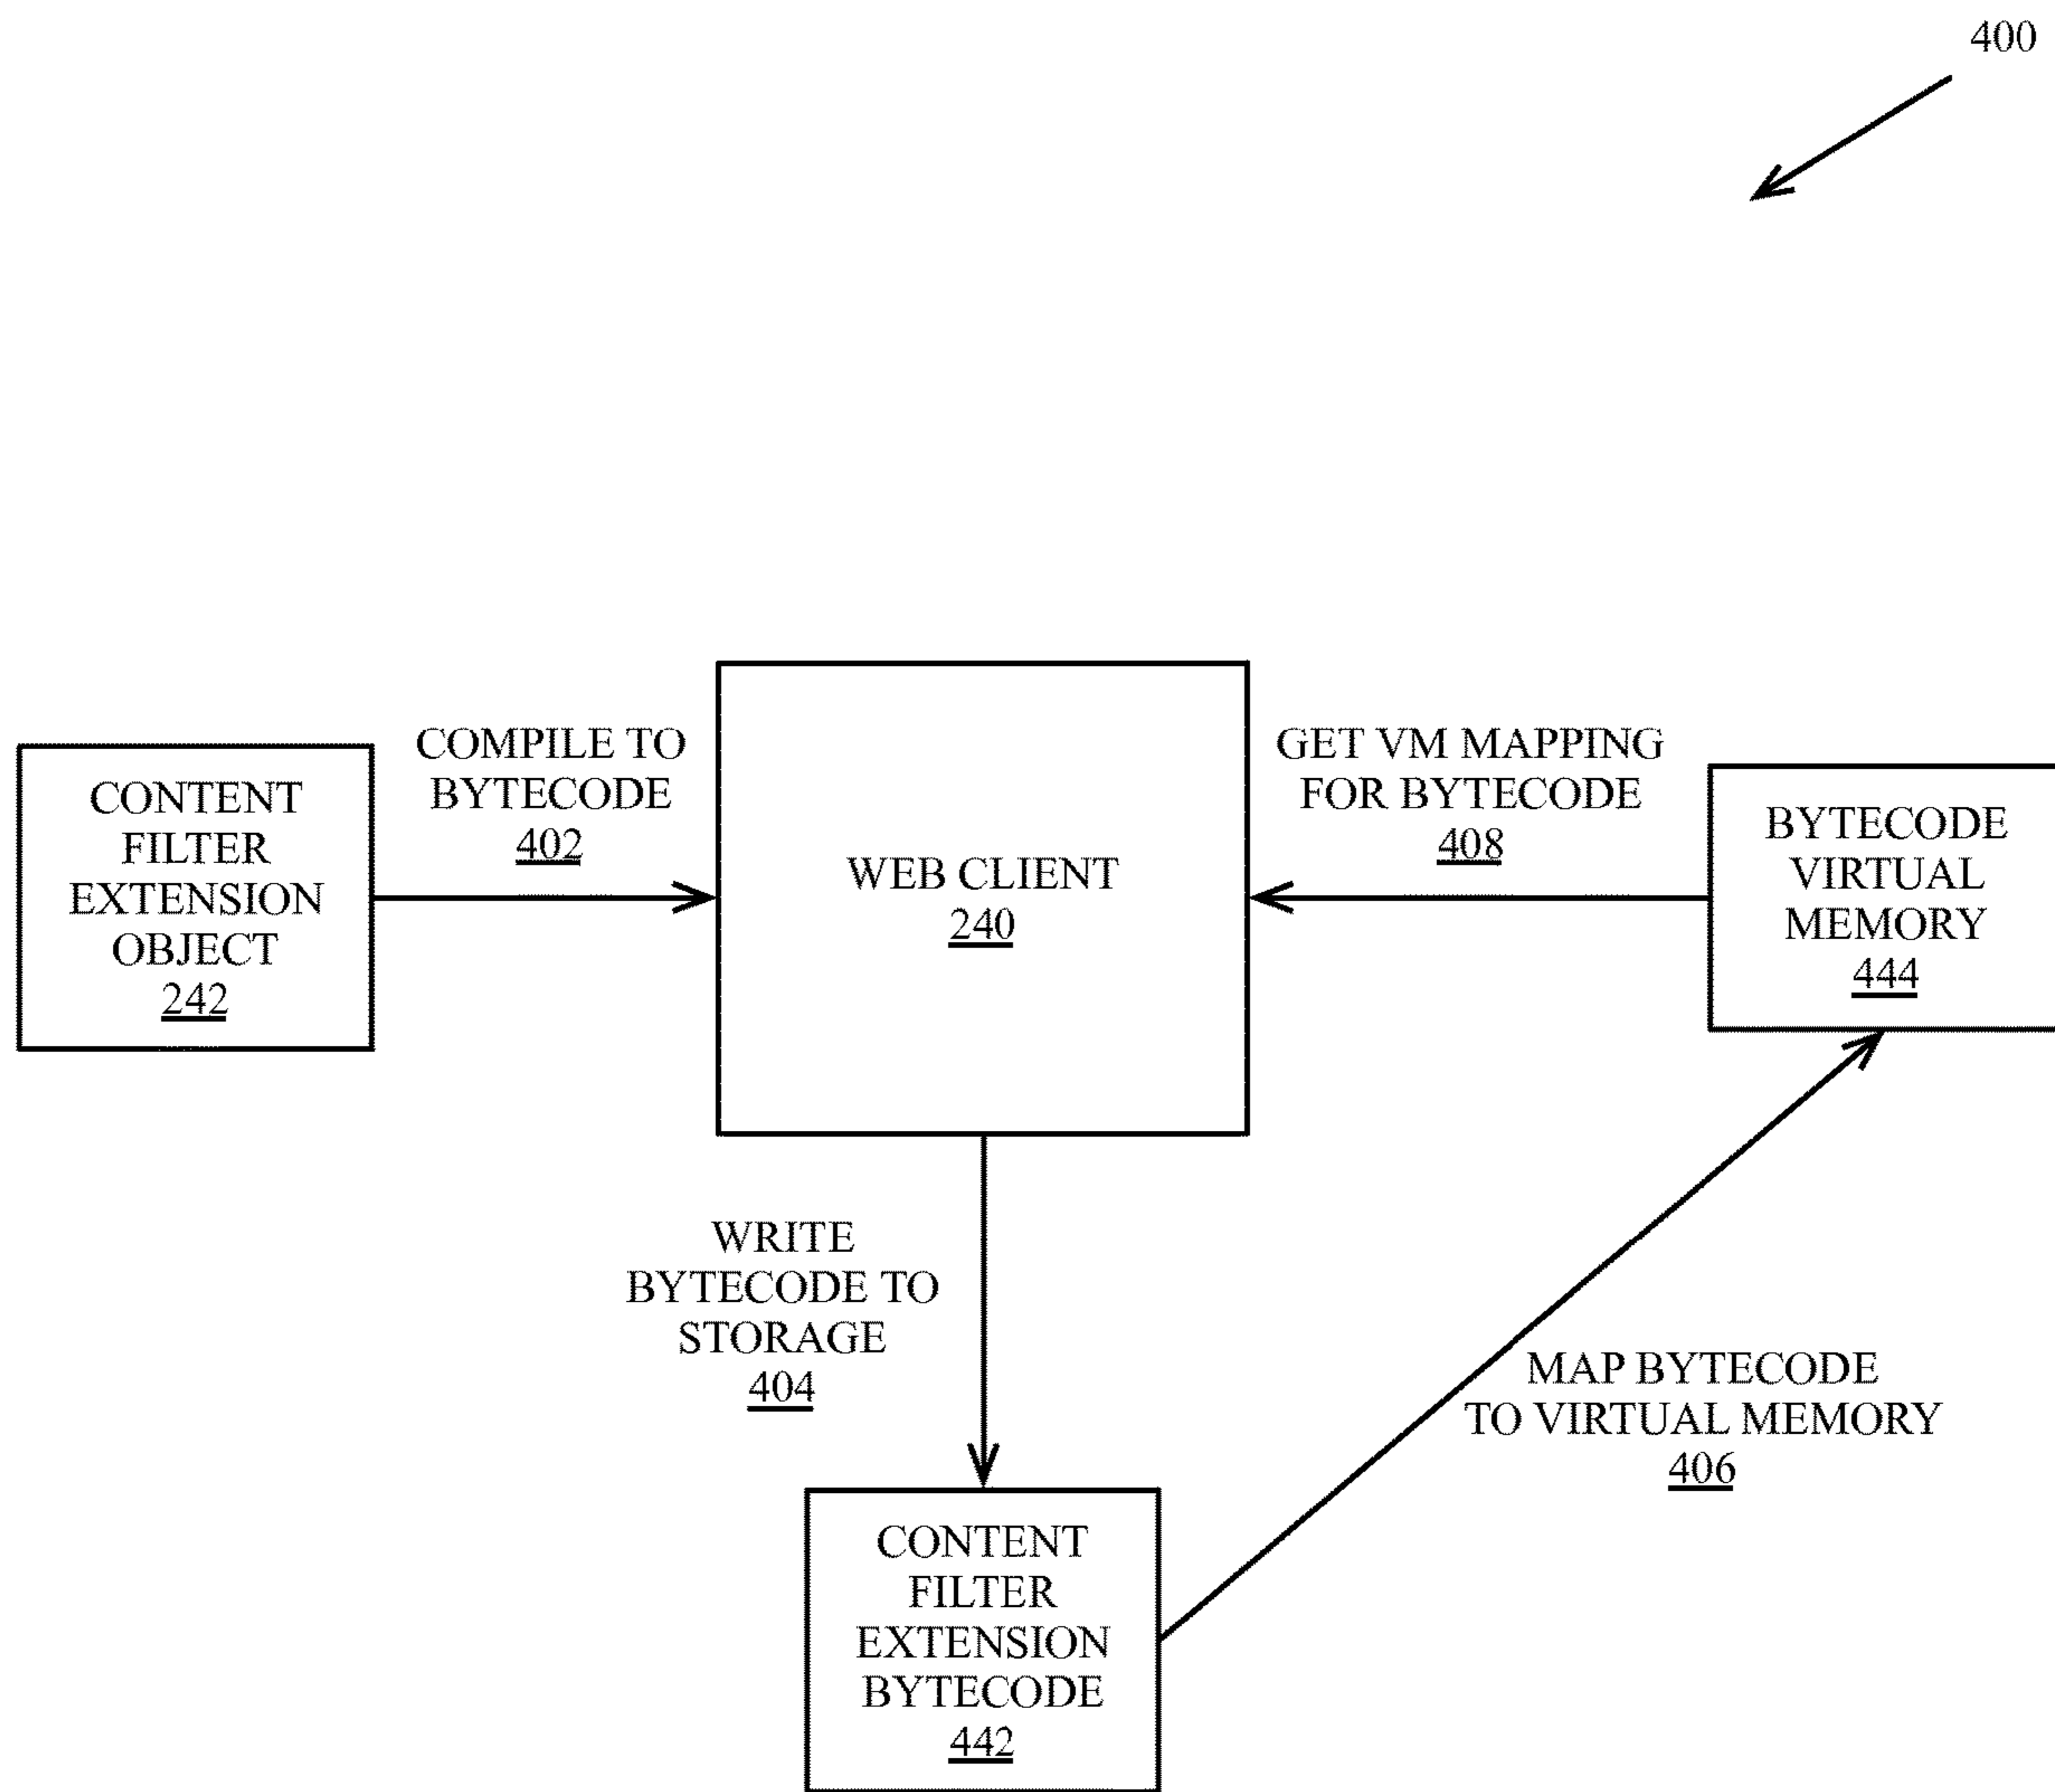 400
CONTENT
FILTER
EXTENSION
OBJECT
242
COMPILE TO
BYTECODE
402
WEB CLIENT
240
GET VM MAPPING
FOR BYTECODE
408
BYTECODE
VIRTUAL
MEMORY
444
WRITE
BYTECODE TO
STORAGE
404
MAP BYTECODE
TO VIRTUAL MEMORY
406
CONTENT
FILTER
EXTENSION
BYTECODE
442